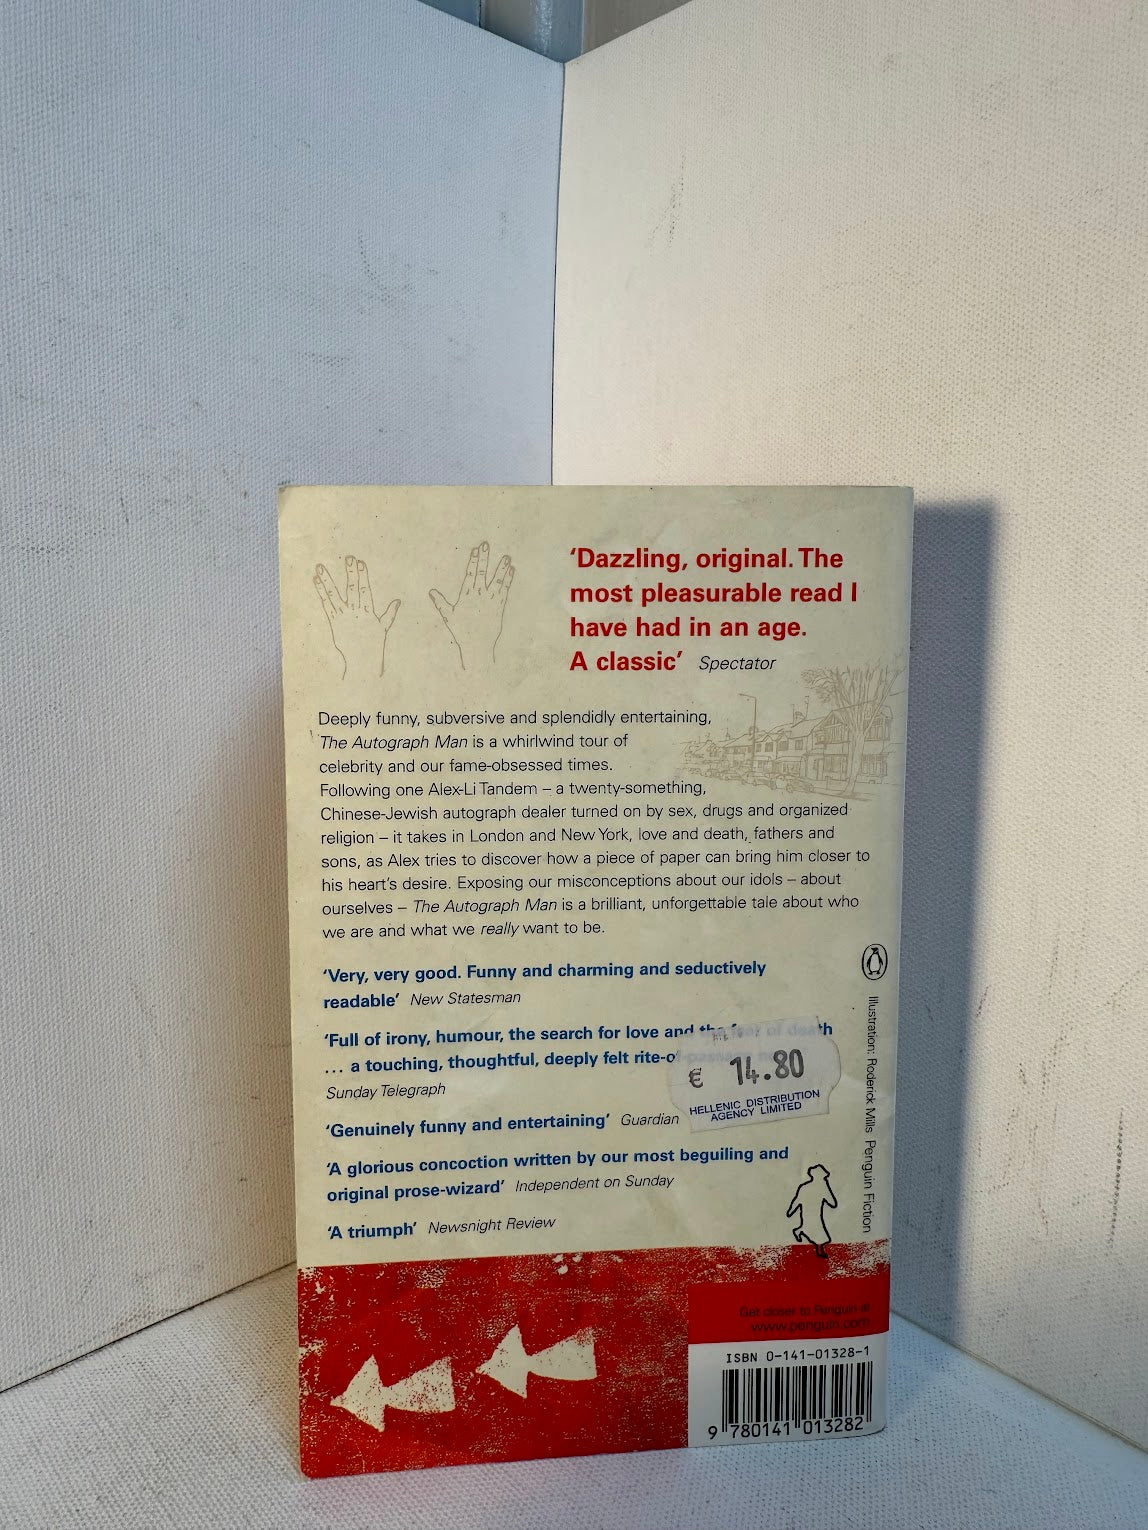 ‘Dazzling, original. The
most pleasurable read I
have had in an age.
A classic’ Spectator
Deeply funny, subversive and splendidly entertaining,
The Autograph Man is a whirlwind tour of
celebrity and our fame-obsessed times.
Following one Alex-Li Tandem – a twenty-something,
Chinese-Jewish autograph dealer turned on by sex, drugs and organized
religion – it takes in London and New York, love and death, fathers and
sons, as Alex tries to discover how a piece of paper can bring him closer to
his heart's desire. Exposing our misconceptions about our idols – about
ourselves – The Autograph Man is a brilliant, unforgettable tale about who
we are and what we really want to be.
‘Very, very good. Funny and charming and seductively
readable’ New Statesman
‘Full of irony, humour, the search for love and the fear of death
... a touching, thoughtful, deeply felt
Sunday Telegraph
€ 14.80
HELLENIC DISTRIBUTION
AGENCY LIMITED
‘Genuinely funny and entertaining’ Guardian
‘A glorious concoction written by our most beguiling and
original prose-wizard’ Independent on Sunday
‘A triumph’ Newsnight Review
Illustration: Roderick Mills Penguin Fiction
Get closer to Penguin at
www.penguin.com
ISBN 0-141-01328-1
9 780141 013282